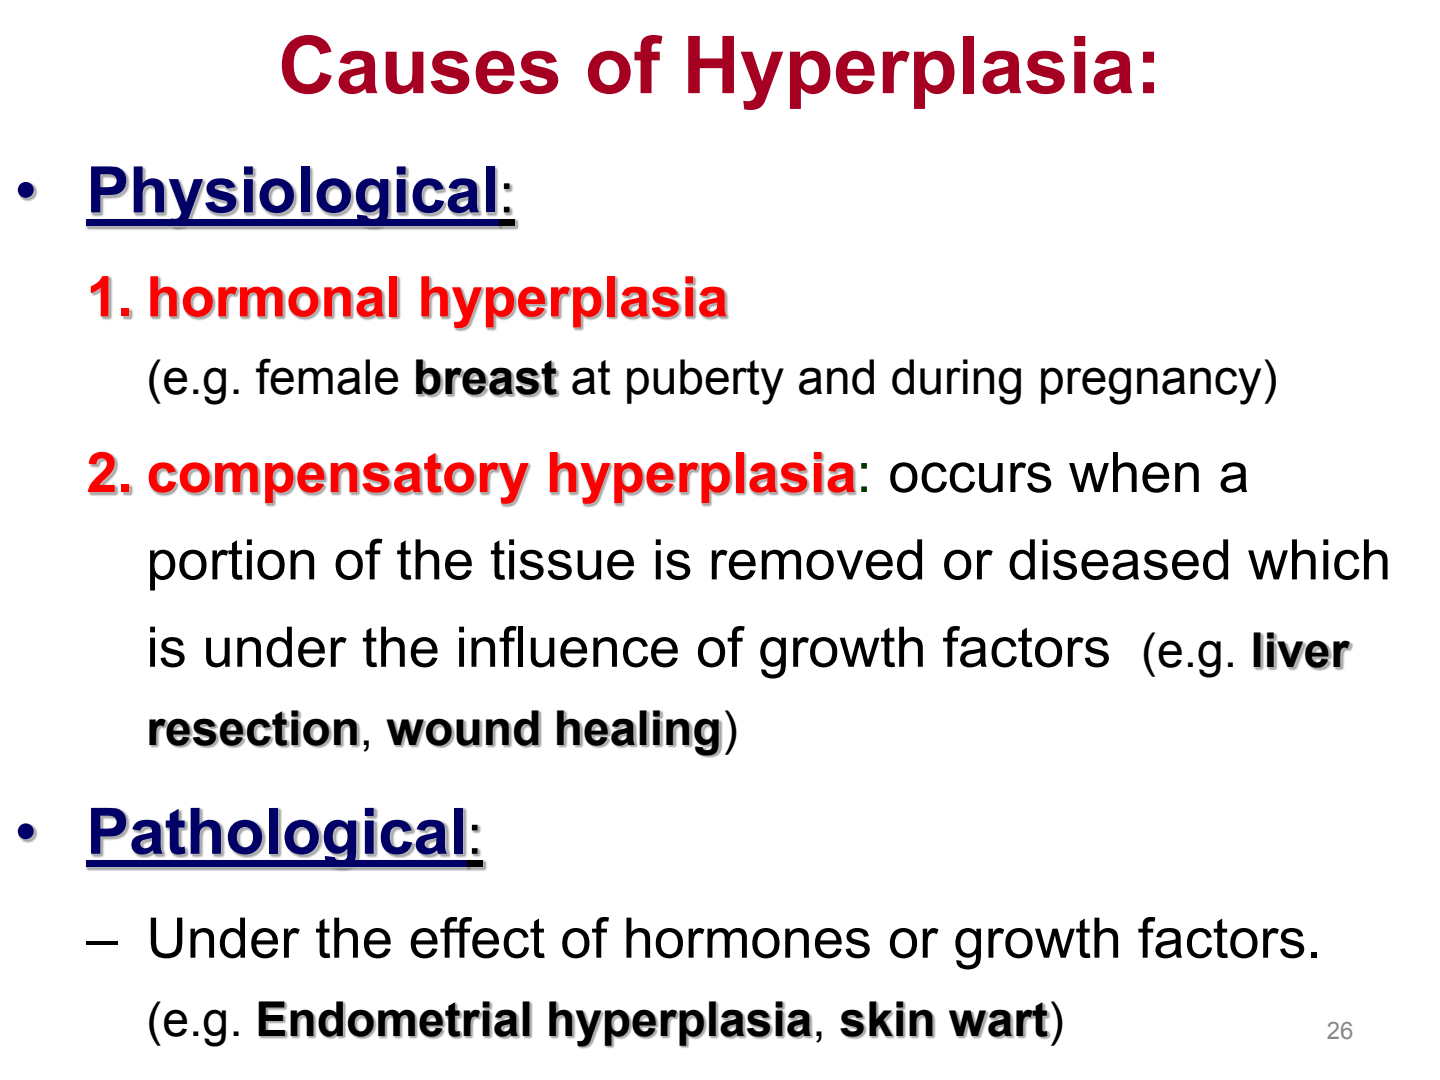 Causes of Hyperplasia:
• Physiological:
1. hormonal hyperplasia
(e.g. female breast at puberty and during pregnancy)
2. compensatory hyperplasia: occurs when a
portion of the tissue is removed or diseased which
is under the influence of growth factors (e.g. liver
resection, wound healing)
• Pathological:
– Under the effect of hormones or growth factors.
(e.g. Endometrial hyperplasia, skin wart)
26